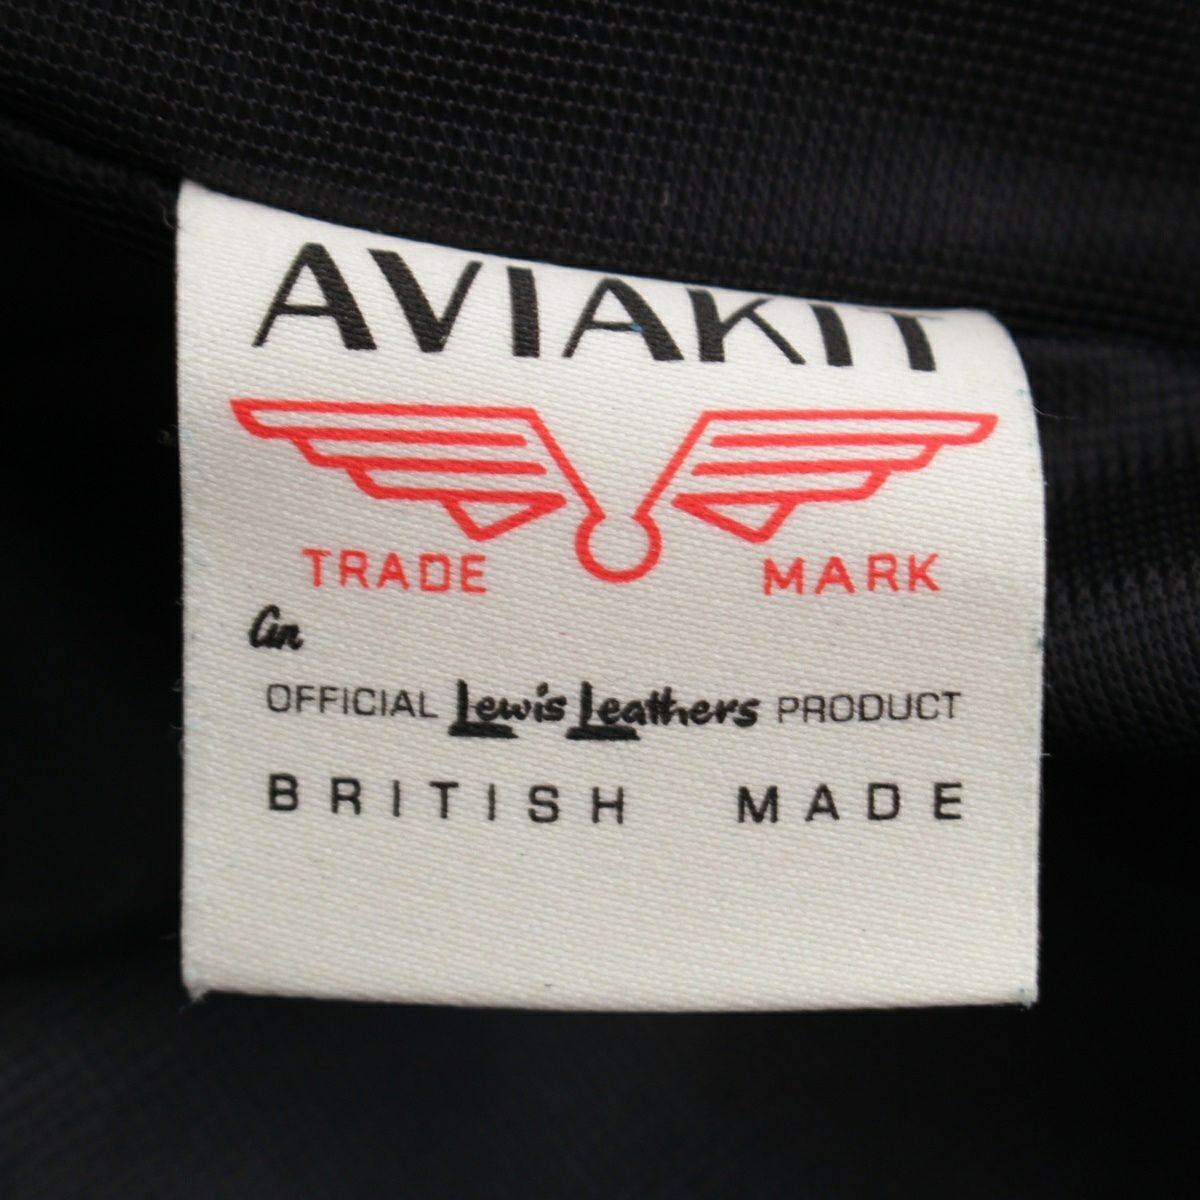 AVIAKIT
TRADE MARK
An
OFFICIAL Lewis Leathers PRODUCT
BRITISH MADE